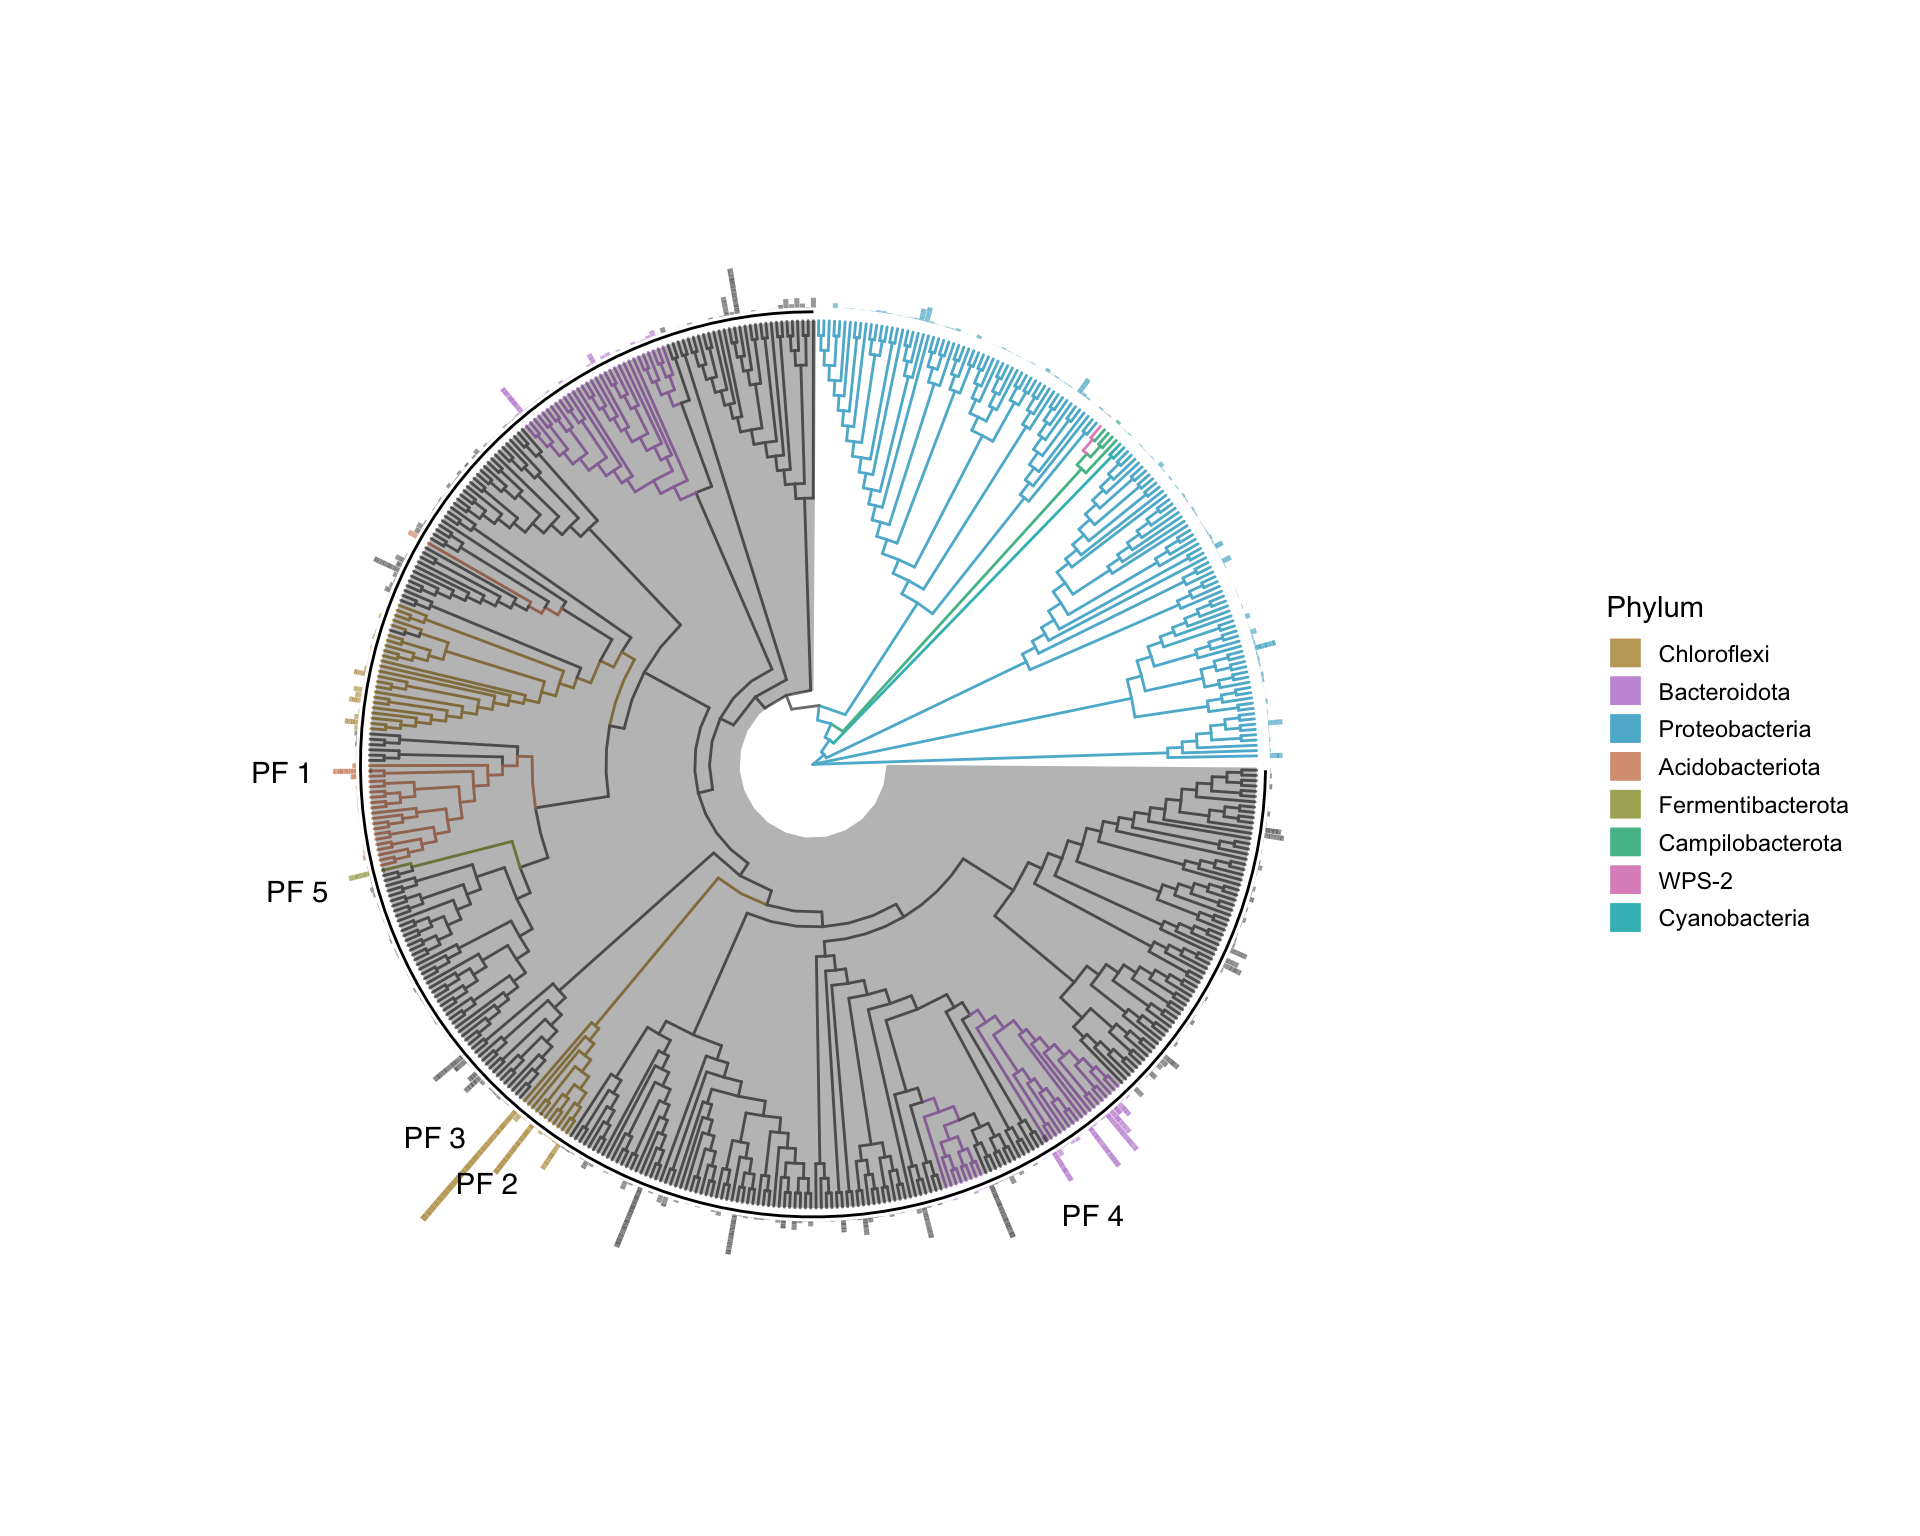 PF 1
PF 5
PF 3
PF 2
PF 4
Phylum
Chloroflexi
Bacteroidota
Proteobacteria
Acidobacteriota
Fermentibacterota
Campilobacterota
WPS-2
Cyanobacteria